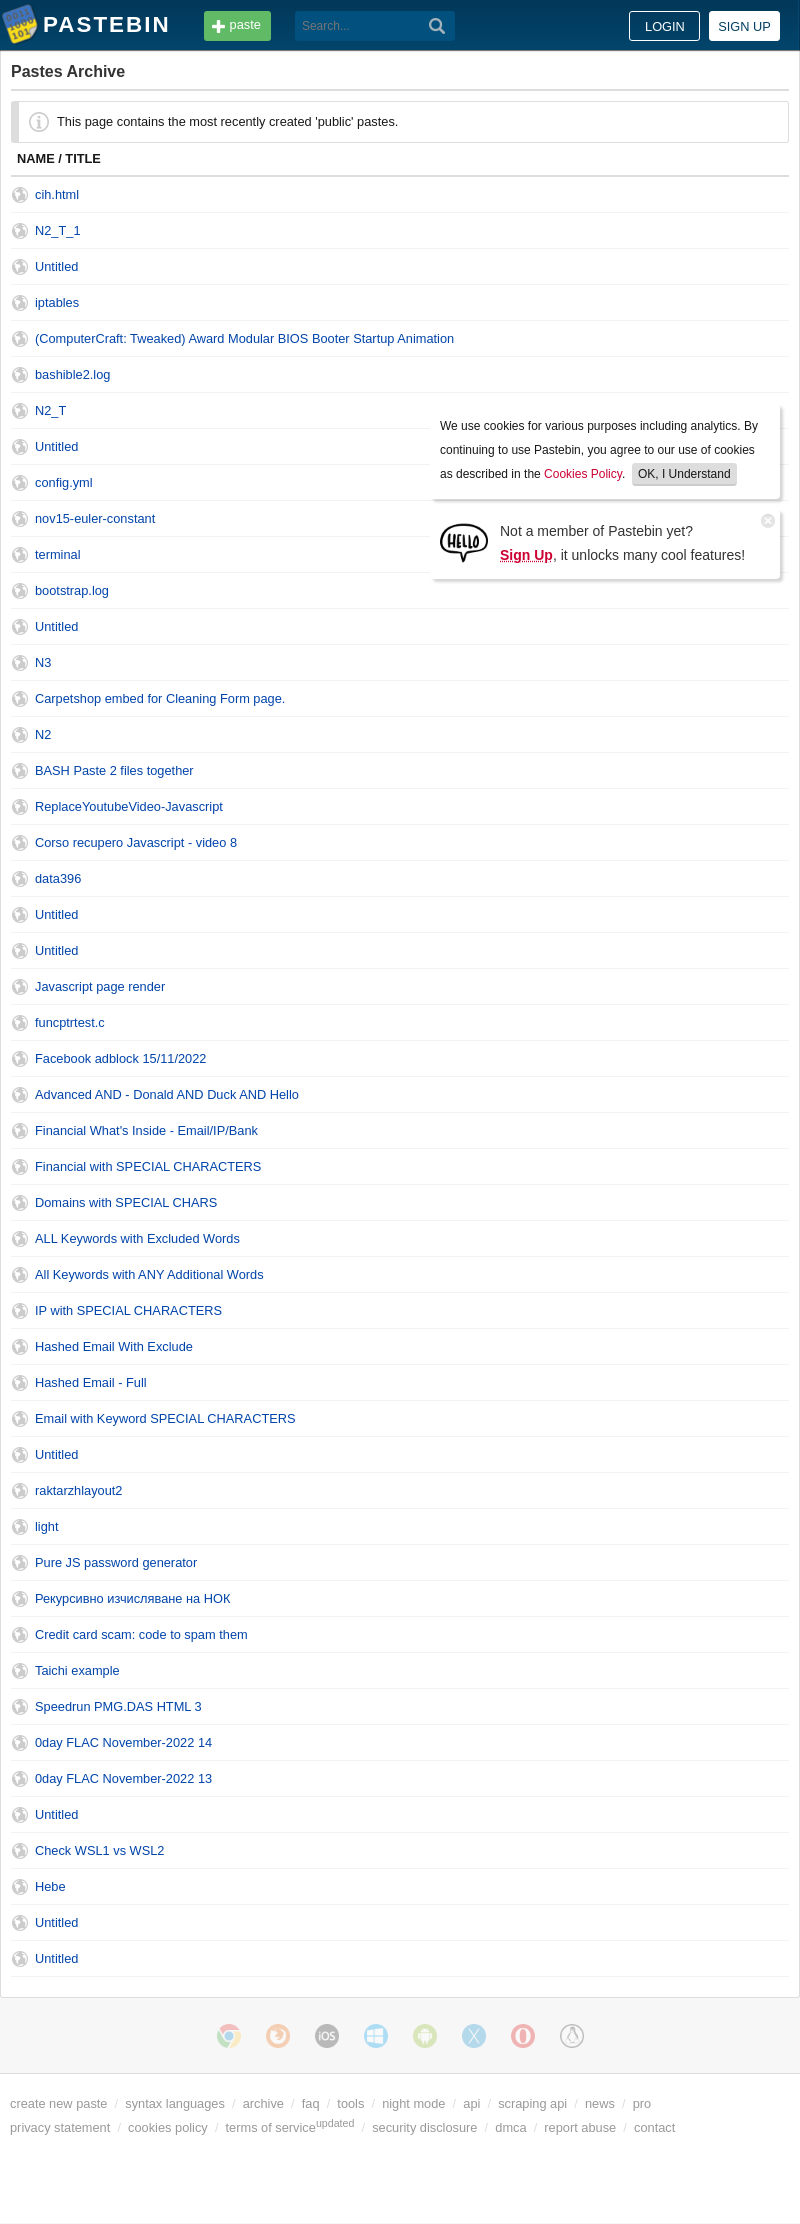 PASTEBIN
paste
Search...
LOGIN
SIGN UP
Pastes Archive
This page contains the most recently created 'public' pastes.
NAME / TITLE
cih.html
N2_T_1
Untitled
iptables
(ComputerCraft: Tweaked) Award Modular BIOS Booter Startup Animation
bashible2.log
N2_T
Untitled
config.yml
nov15-euler-constant
terminal
bootstrap.log
We use cookies for various purposes including analytics. By
continuing to use Pastebin, you agree to our use of cookies
as described in the Cookies Policy. OK, I Understand
HELLO
Not a member of Pastebin yet?
Sign Up, it unlocks many cool features!
Untitled
N3
Carpetshop embed for Cleaning Form page.
N2
BASH Paste 2 files together
ReplaceYoutubeVideo-Javascript
Corso recupero Javascript - video 8
data396
Untitled
Untitled
Javascript page render
funcptrtest.c
Facebook adblock 15/11/2022
Advanced AND - Donald AND Duck AND Hello
Financial What's Inside - Email/IP/Bank
Financial with SPECIAL CHARACTERS
Domains with SPECIAL CHARS
ALL Keywords with Excluded Words
All Keywords with ANY Additional Words
IP with SPECIAL CHARACTERS
Hashed Email With Exclude
Hashed Email - Full
Email with Keyword SPECIAL CHARACTERS
Untitled
raktarzhlayout2
light
Pure JS password generator
Рекурсивно изчисляване на НОК
Credit card scam: code to spam them
Taichi example
Speedrun PMG.DAS HTML 3
0day FLAC November-2022 14
0day FLAC November-2022 13
Untitled
Check WSL1 vs WSL2
Hebe
Untitled
Untitled
iOS
create new paste / syntax languages / archive / faq / tools / night mode / api / scraping api / news / pro
privacy statement / cookies policy / terms of service updated / security disclosure / dmca / report abuse / contact